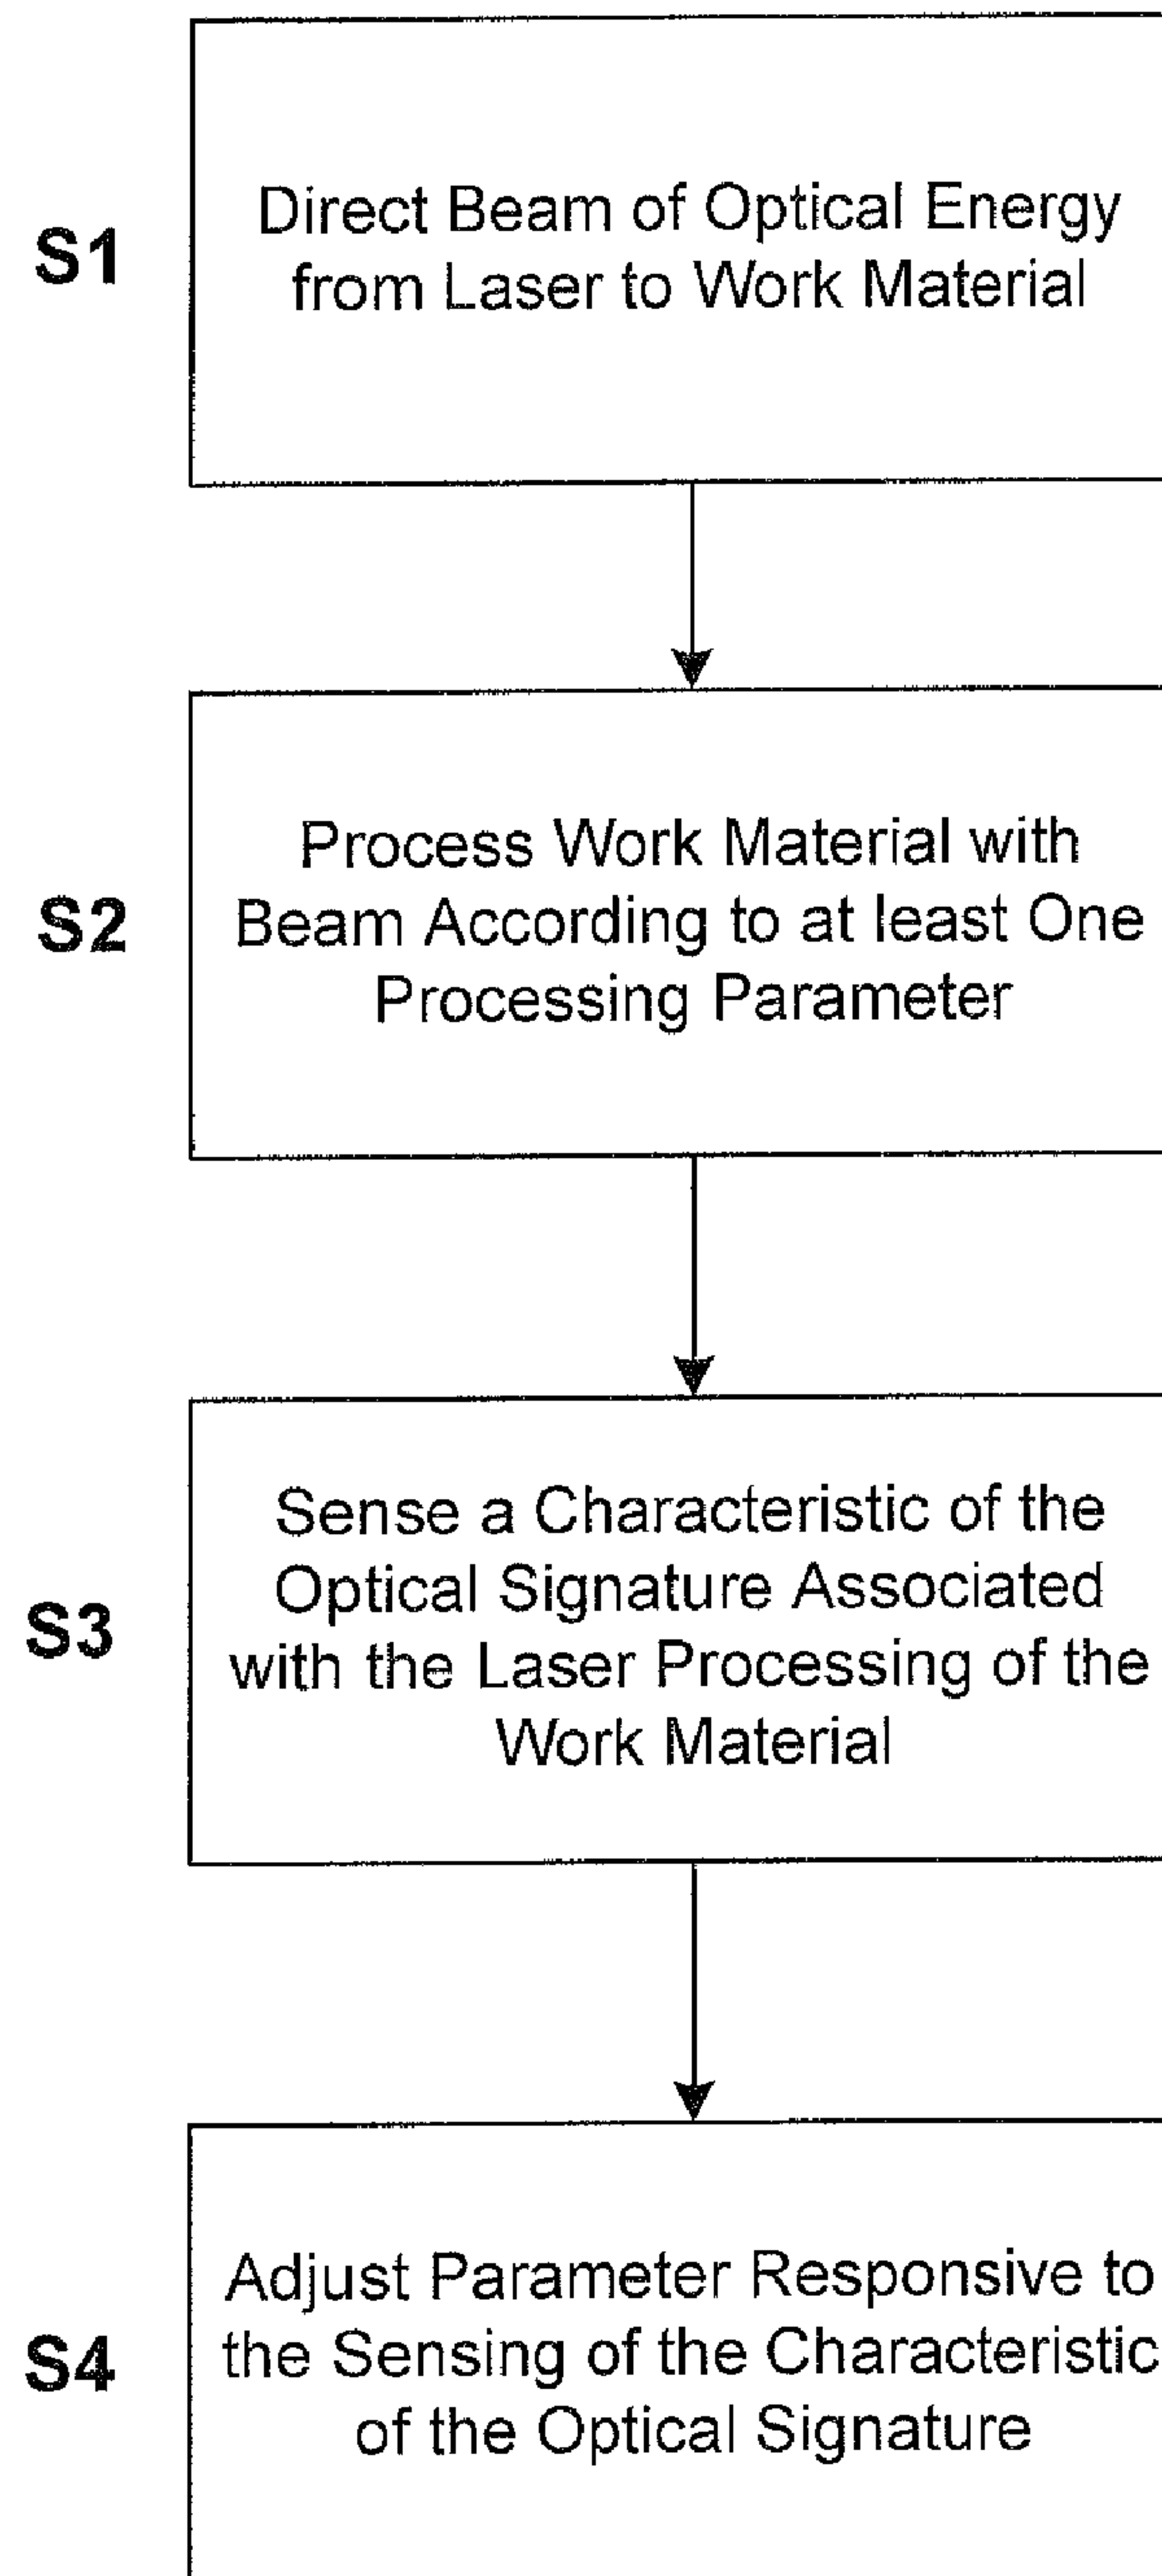 S1
Direct Beam of Optical Energy
from Laser to Work Material
S2
Process Work Material with
Beam According to at least One
Processing Parameter
S3
Sense a Characteristic of the
Optical Signature Associated
with the Laser Processing of the
Work Material
S4
Adjust Parameter Responsive to
the Sensing of the Characteristic
of the Optical Signature